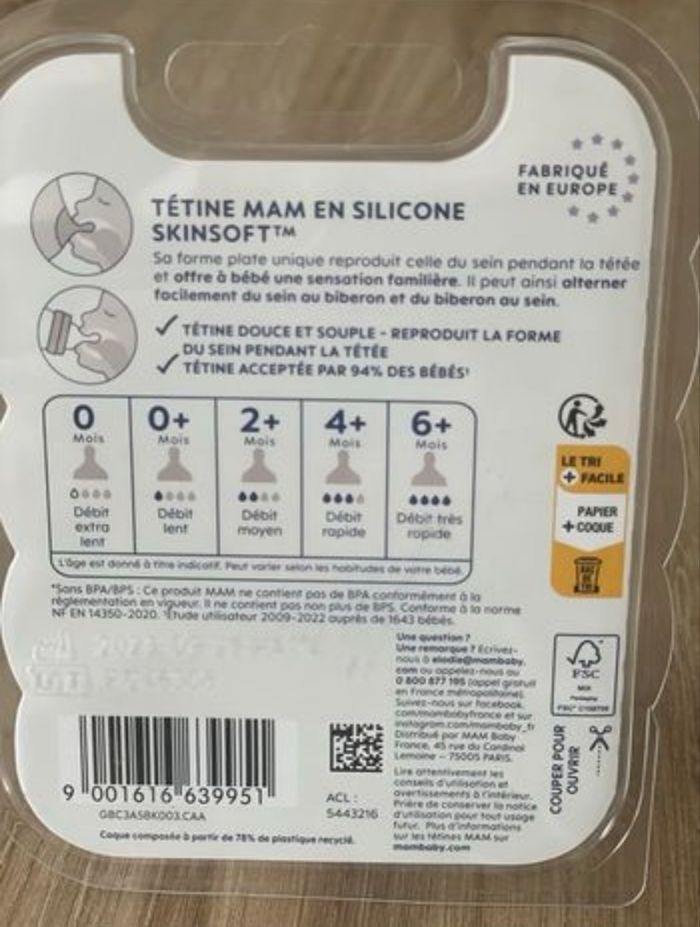 FABRIQUÉ
EN EUROPE
TÉTINE MAM EN SILICONE
SKINSOFT™
Sa forme plate unique reproduit celle du sein pendant la tétée
et offre à bébé une sensation familière. Il peut ainsi alterner
facilement du sein au biberon et du biberon au sein.
✓ TÉTINE DOUCE ET SOUPLE - REPRODUIT LA FORME
DU SEIN PENDANT LA TÉTÉE
✓ TÉTINE ACCEPTÉE PAR 94% DES BÉBÉS¹
0 0+ 2+ 4+ 6+
Mois Mois Mois Mois Mois
Débit extra lent
Débit lent
Débit moyen
Débit rapide
Débit très rapide
L'âge est donné à titre indicatif. Peut varier selon les habitudes de votre bébé.
LE TRI
+ FACILE
PAPIER
+ COQUE
BAC
DE
TRI
*Sans BPA/BPS : Ce produit MAM ne contient pas de BPA conformément à la
réglementation en vigueur. Il ne contient pas non plus de BPS. Conforme à la norme
NF EN 14350-2020. ¹Étude utilisateur 2009-2022 auprès de 1643 bébés.
Une question ?
Une remarque ? Écrivez-
nous à elodie@mambaby.
com ou appelez-nous au
0 800 877 195 (appel gratuit
en France métropolitaine).
Suivez-nous sur facebook.
com/mambabyfrance et sur
instagram.com/mambaby_fr
Distribué par MAM Baby
France, 45 rue du Cardinal
Lemoine - 75005 PARIS.
Lire attentivement les
conseils d'utilisation et
avertissements à l'intérieur.
Prière de conserver la notice
d'utilisation pour tout usage
futur. Plus d'informations
sur les tétines MAM sur
mambaby.com
FSC
MIX
Packaging
COUPER POUR
OUVRIR
9 001616 639951
GBC3ASBK003.CAA
ACL :
5443216
Coque composée à partir de 78% de plastique recyclé.